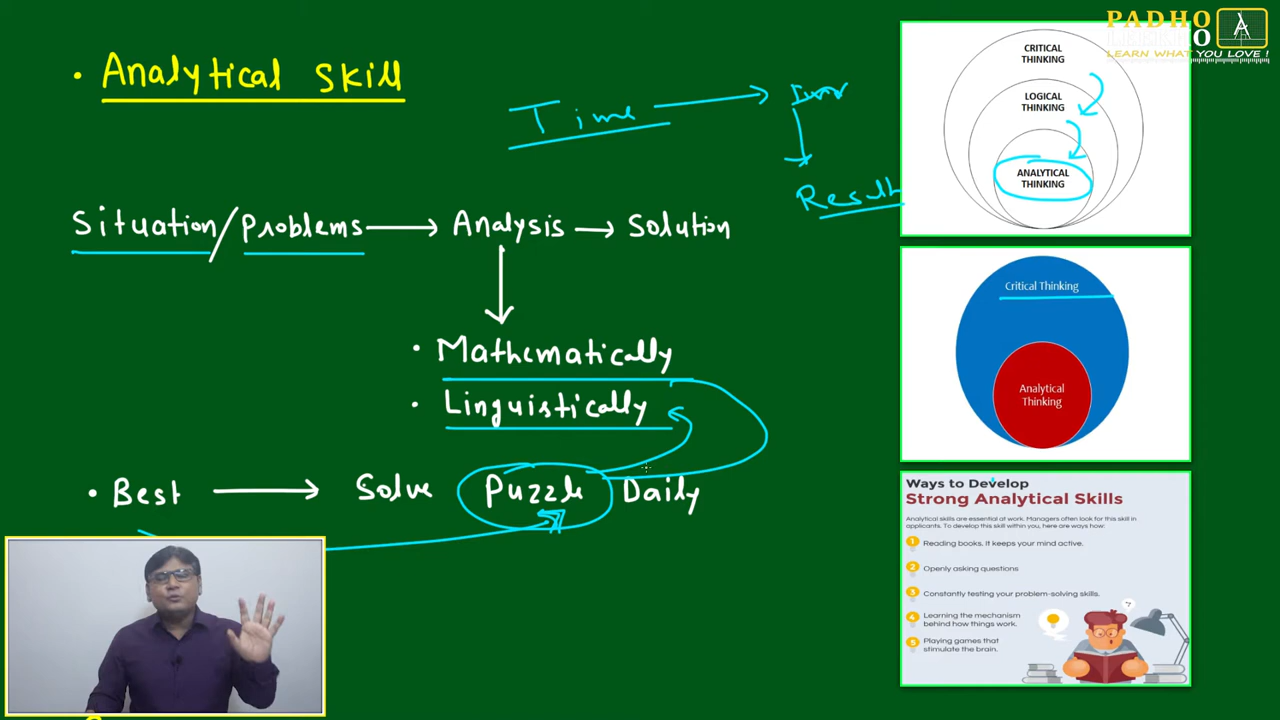 • Analytical Skill
Time
Result
Situation/Problems → Analysis → Solution
• Mathematically
• Linguistically
• Best → Solve Puzzle Daily
PADHO
LEEKHO
LEARN WHAT YOU LOVE !
CRITICAL
THINKING
LOGICAL
THINKING
ANALYTICAL
THINKING
Critical Thinking
Analytical
Thinking
Ways to Develop
Strong Analytical Skills
Analytical skills are essential at work. Managers often look for this skill in
applicants. To develop this skill within you, here are ways how:
1 Reading books. It keeps your mind active.
2 Openly asking questions
3 Constantly testing your problem-solving skills.
4 Learning the mechanism
behind how things work.
5 Playing games that
stimulate the brain.